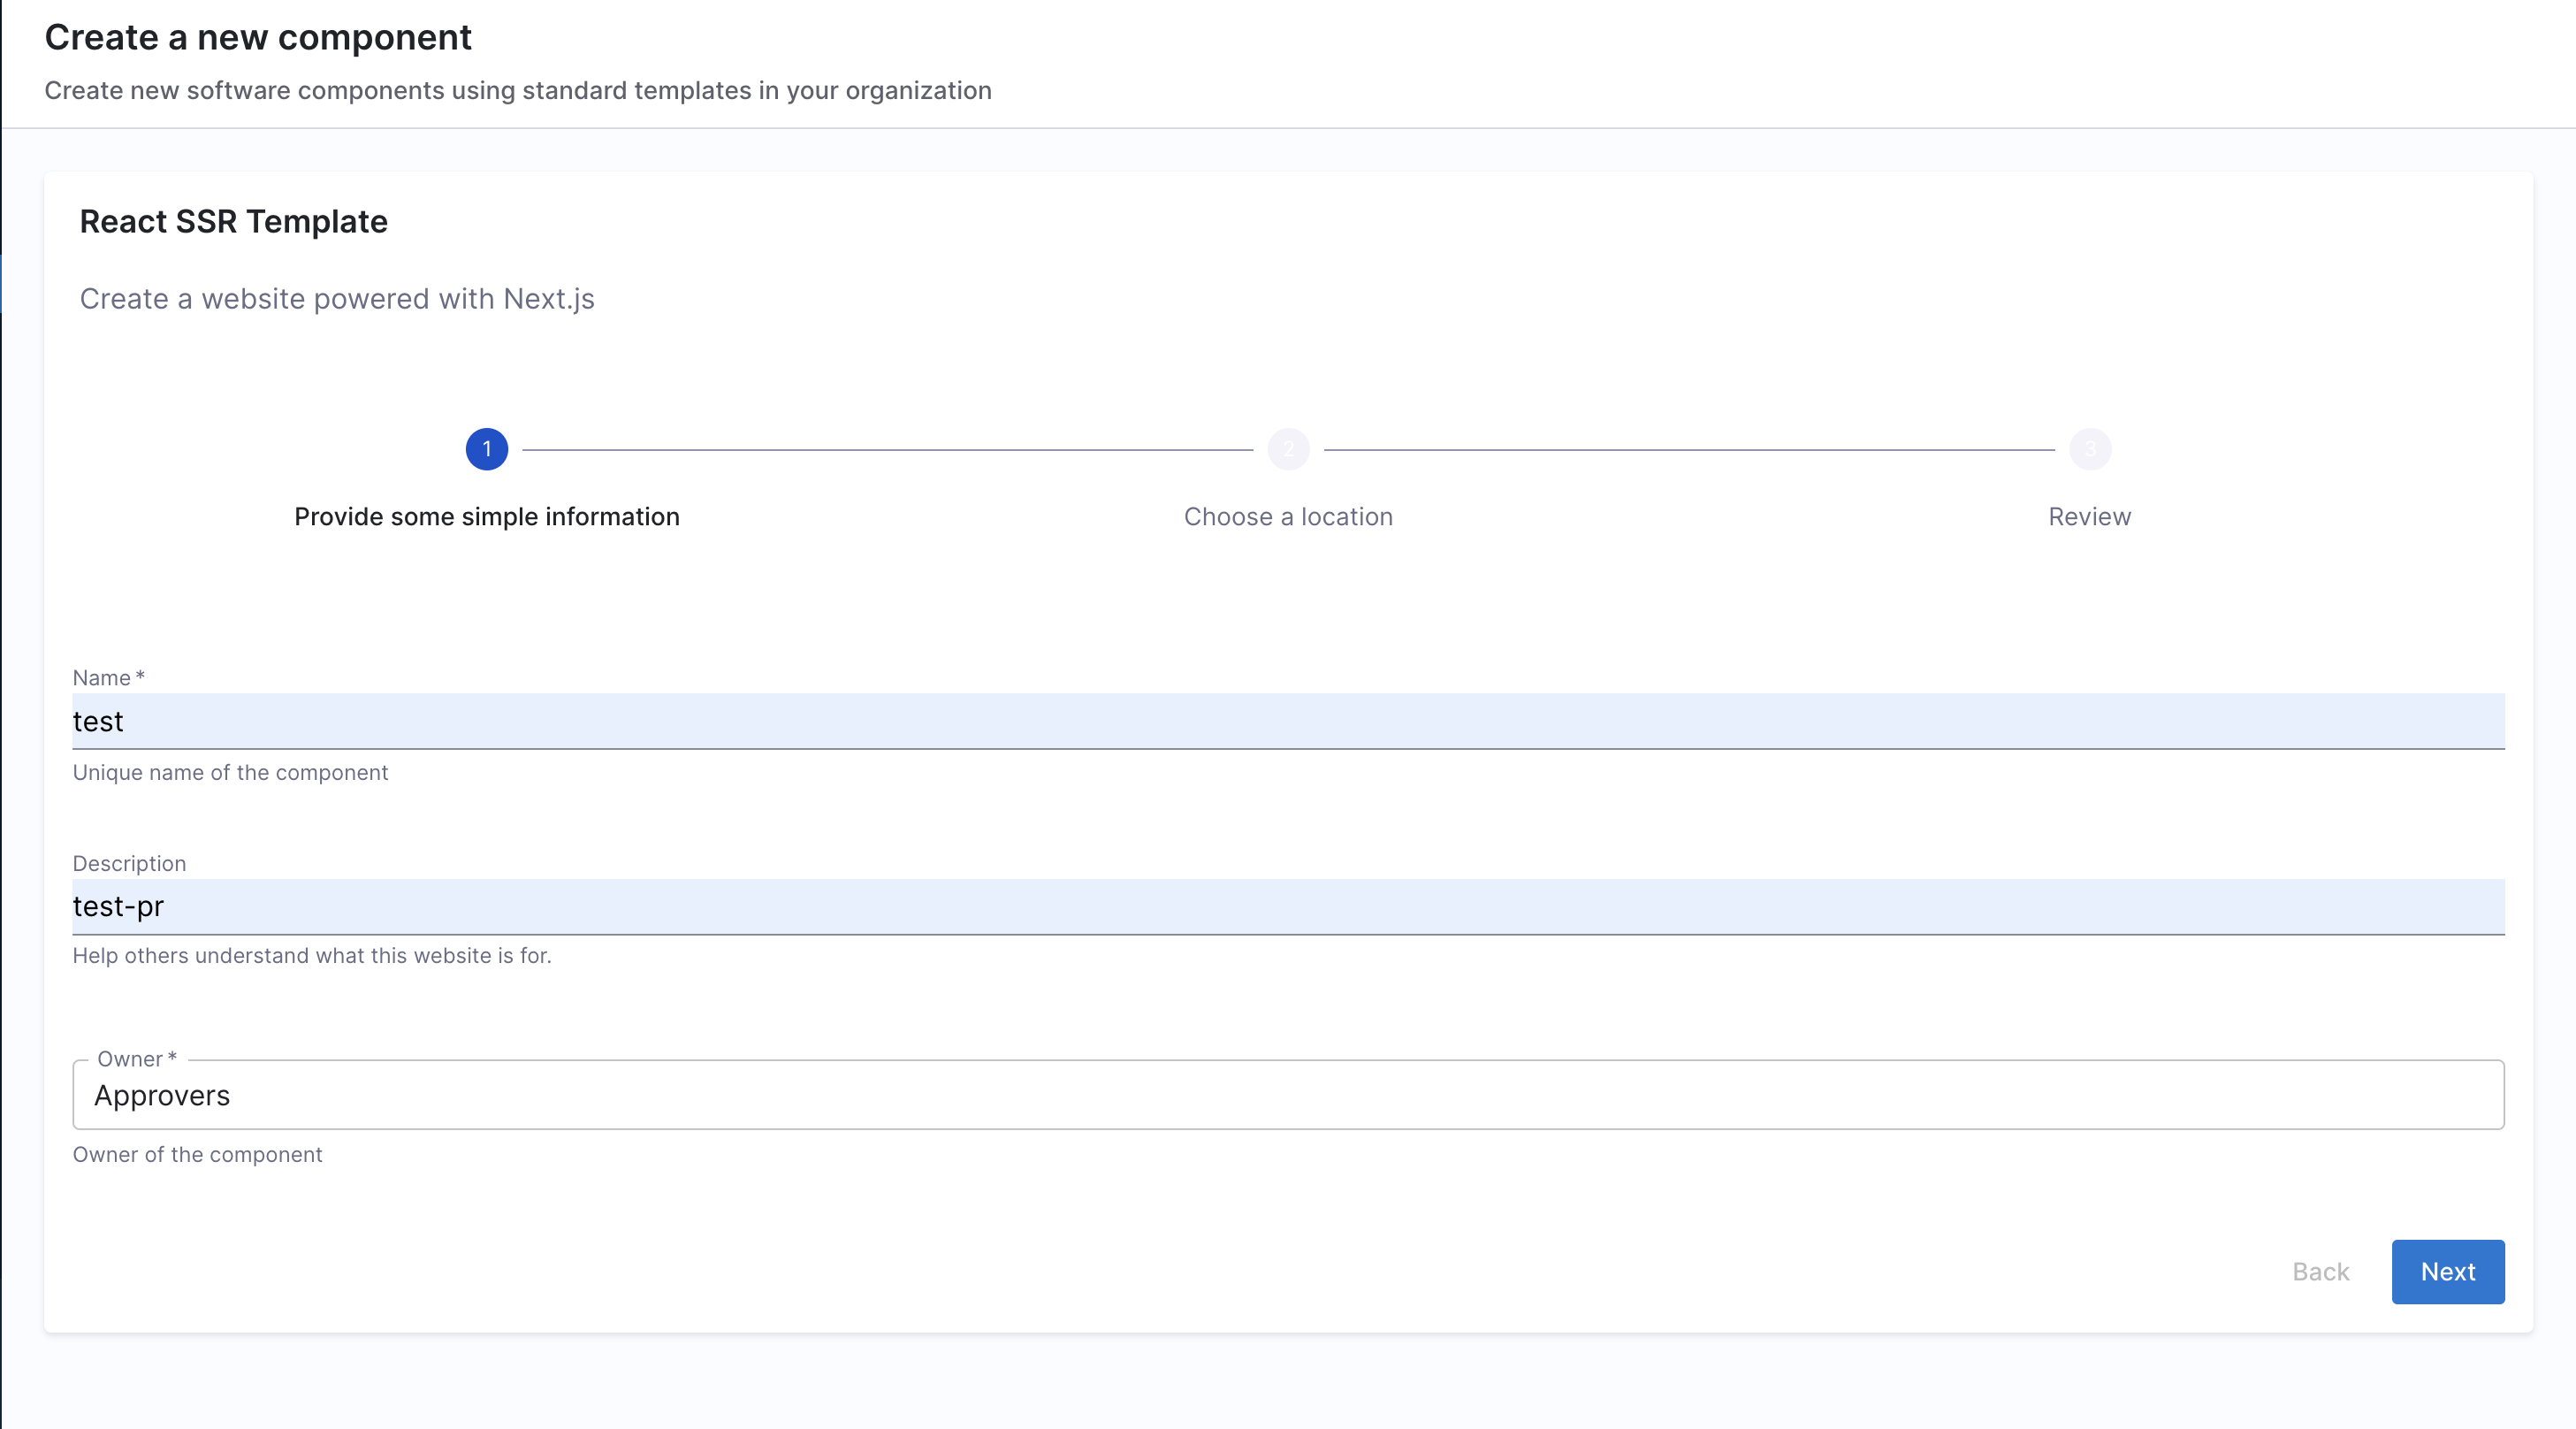 Create a new component
Create new software components using standard templates in your organization
React SSR Template
Create a website powered with Next.js
1
2
3
Provide some simple information
Choose a location
Review
Name *
test
Unique name of the component
Description
test-pr
Help others understand what this website is for.
Owner *
Approvers
Owner of the component
Back
Next